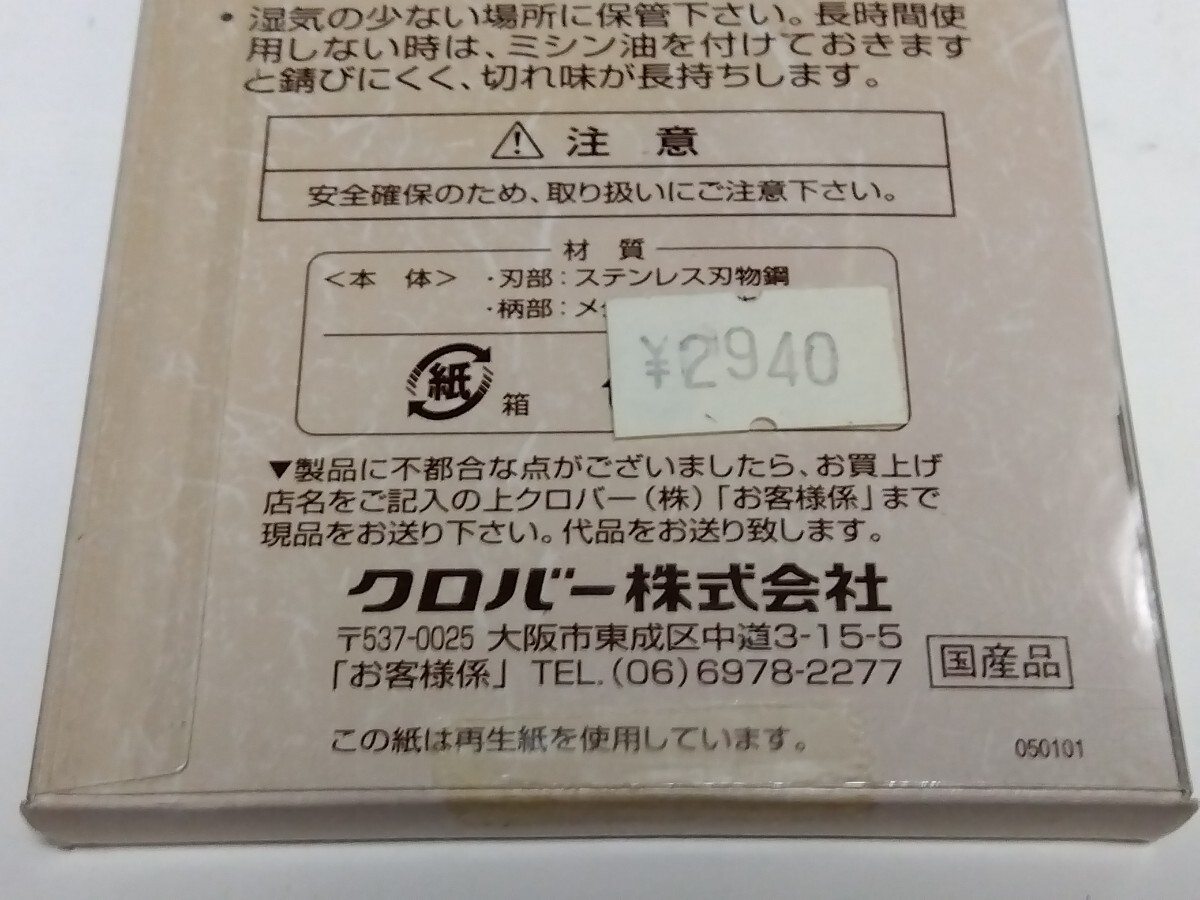 ・湿気の少ない場所に保管下さい。長時間使
用しない時は、ミシン油を付けておきます
と錆びにくく、切れ味が長持ちします。
注 意
安全確保のため、取り扱いにご注意下さい。
材 質
<本 体> ・刃部：ステンレス刃物鋼
・柄部：メ
¥2940
紙 箱
▼製品に不都合な点がございましたら、お買上げ
店名をご記入の上クロバー(株)「お客様係」まで
現品をお送り下さい。代品をお送り致します。
クロバー株式会社
〒537-0025 大阪市東成区中道3-15-5
「お客様係」 TEL.(06)6978-2277
国産品
この紙は再生紙を使用しています。
050101